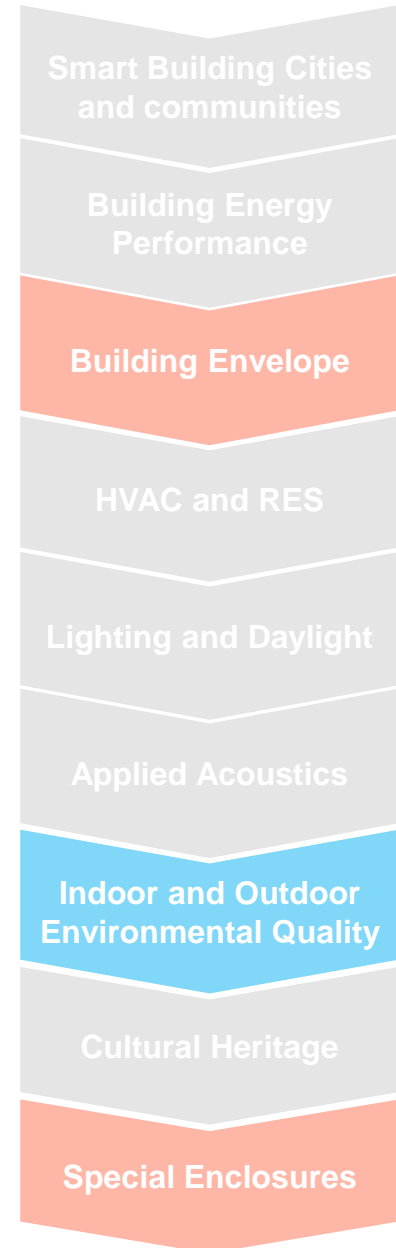 Smart Building Cities
and communities
Building Energy
Performance
Building Envelope
HVAC and RES
Lighting and Daylight
Applied Acoustics
Indoor and Outdoor
Environmental Quality
Cultural Heritage
Special Enclosures